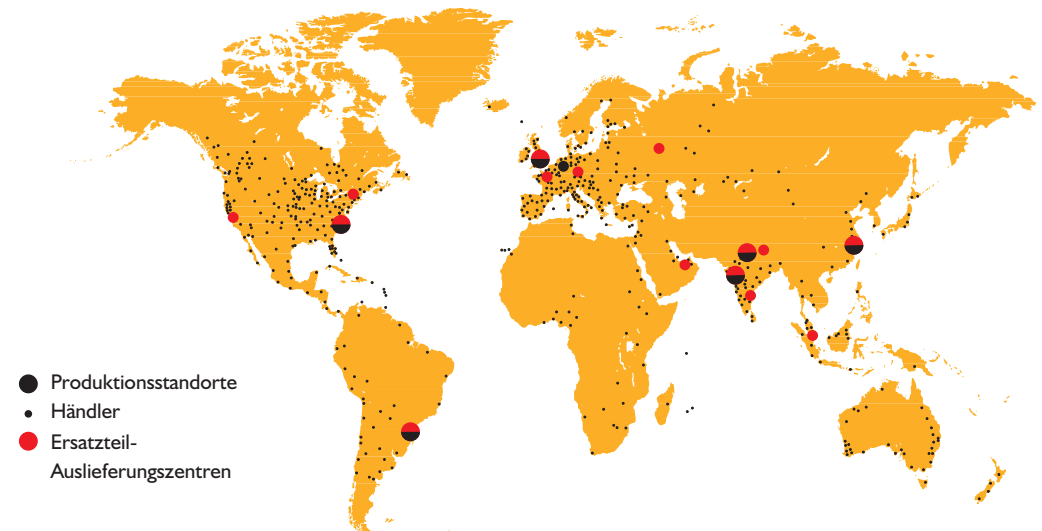 Produktionsstandorte
Händler
Ersatzteil-
Auslieferungszentren